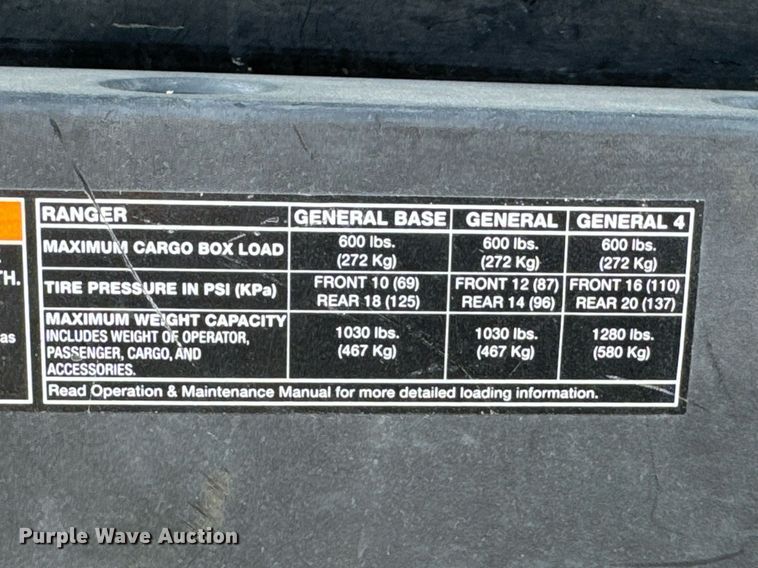 RANGER GENERAL BASE GENERAL GENERAL 4
MAXIMUM CARGO BOX LOAD 600 lbs. (272 Kg) 600 lbs. (272 Kg) 600 lbs. (272 Kg)
TIRE PRESSURE IN PSI (KPa) FRONT 10 (69) REAR 18 (125) FRONT 12 (87) REAR 14 (96) FRONT 16 (110) REAR 20 (137)
MAXIMUM WEIGHT CAPACITY
INCLUDES WEIGHT OF OPERATOR,
PASSENGER, CARGO, AND
ACCESSORIES.
1030 lbs. (467 Kg) 1030 lbs. (467 Kg) 1280 lbs. (580 Kg)
Read Operation & Maintenance Manual for more detailed loading information.
TH.
as
Purple Wave Auction